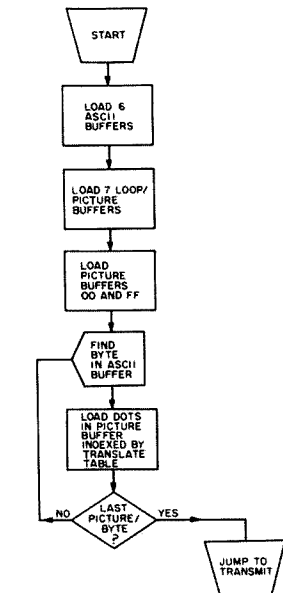 START
LOAD 6
ASCII
BUFFERS
LOAD 7 LOOP/
PICTURE
BUFFERS
LOAD
PICTURE
BUFFERS
00 AND FF
FIND
BYTE
IN ASCII
BUFFER
LOAD DOTS
IN PICTURE
BUFFER
INDEXED BY
TRANSLATE
TABLE
NO
LAST
PICTURE/
BYTE
?
YES
JUMP TO
TRANSMIT